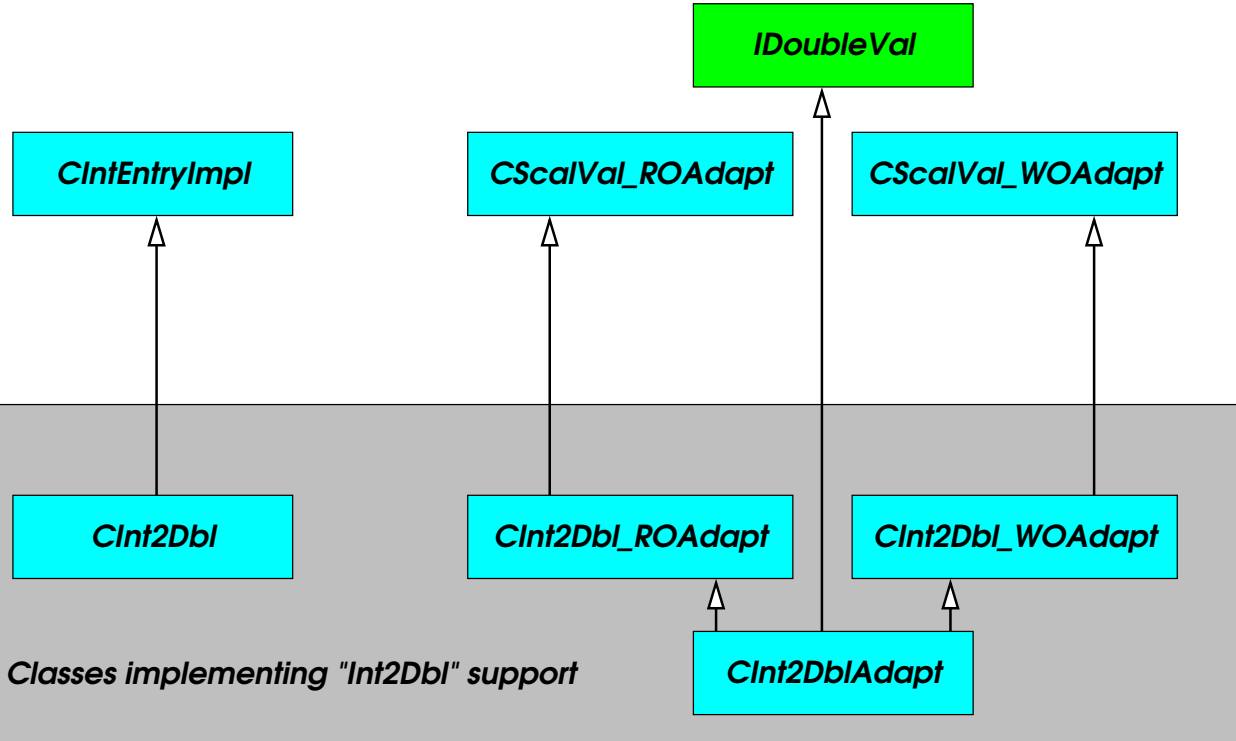 IDoubleVal
CIntEntryImpl
CScalVal_ROAdapt
CScalVal_WOAdapt
CInt2Dbl
CInt2Dbl_ROAdapt
CInt2Dbl_WOAdapt
Classes implementing "Int2Dbl" support
CInt2DblAdapt